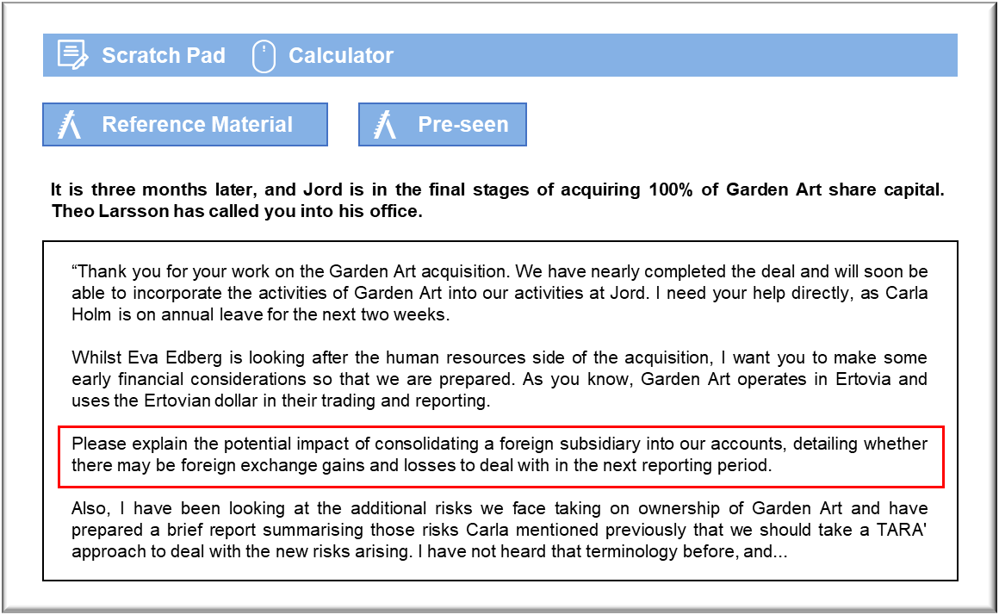 Scratch Pad
Calculator
Reference Material
Pre-seen
It is three months later, and Jord is in the final stages of acquiring 100% of Garden Art share capital.
Theo Larsson has called you into his office.
“Thank you for your work on the Garden Art acquisition. We have nearly completed the deal and will soon be
able to incorporate the activities of Garden Art into our activities at Jord. I need your help directly, as Carla
Holm is on annual leave for the next two weeks.
Whilst Eva Edberg is looking after the human resources side of the acquisition, I want you to make some
early financial considerations so that we are prepared. As you know, Garden Art operates in Ertovia and
uses the Ertovian dollar in their trading and reporting.
Please explain the potential impact of consolidating a foreign subsidiary into our accounts, detailing whether
there may be foreign exchange gains and losses to deal with in the next reporting period.
Also, I have been looking at the additional risks we face taking on ownership of Garden Art and have
prepared a brief report summarising those risks Carla mentioned previously that we should take a TARA'
approach to deal with the new risks arising. I have not heard that terminology before, and...